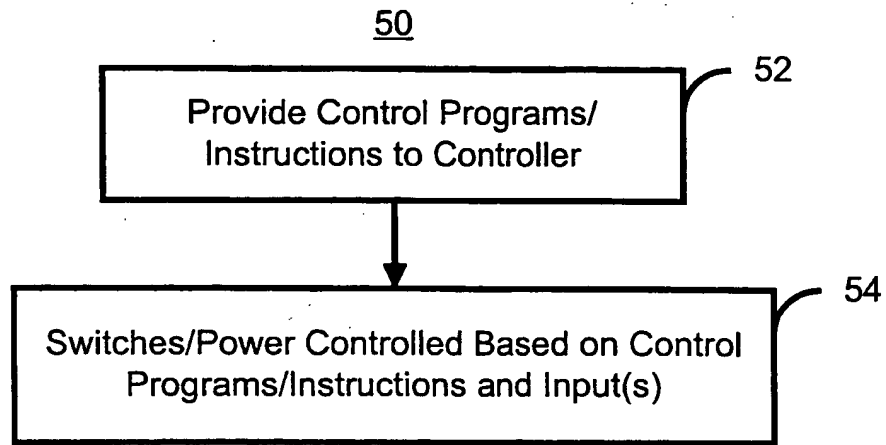 50
52
Provide Control Programs/
Instructions to Controller
54
Switches/Power Controlled Based on Control
Programs/Instructions and Input(s)